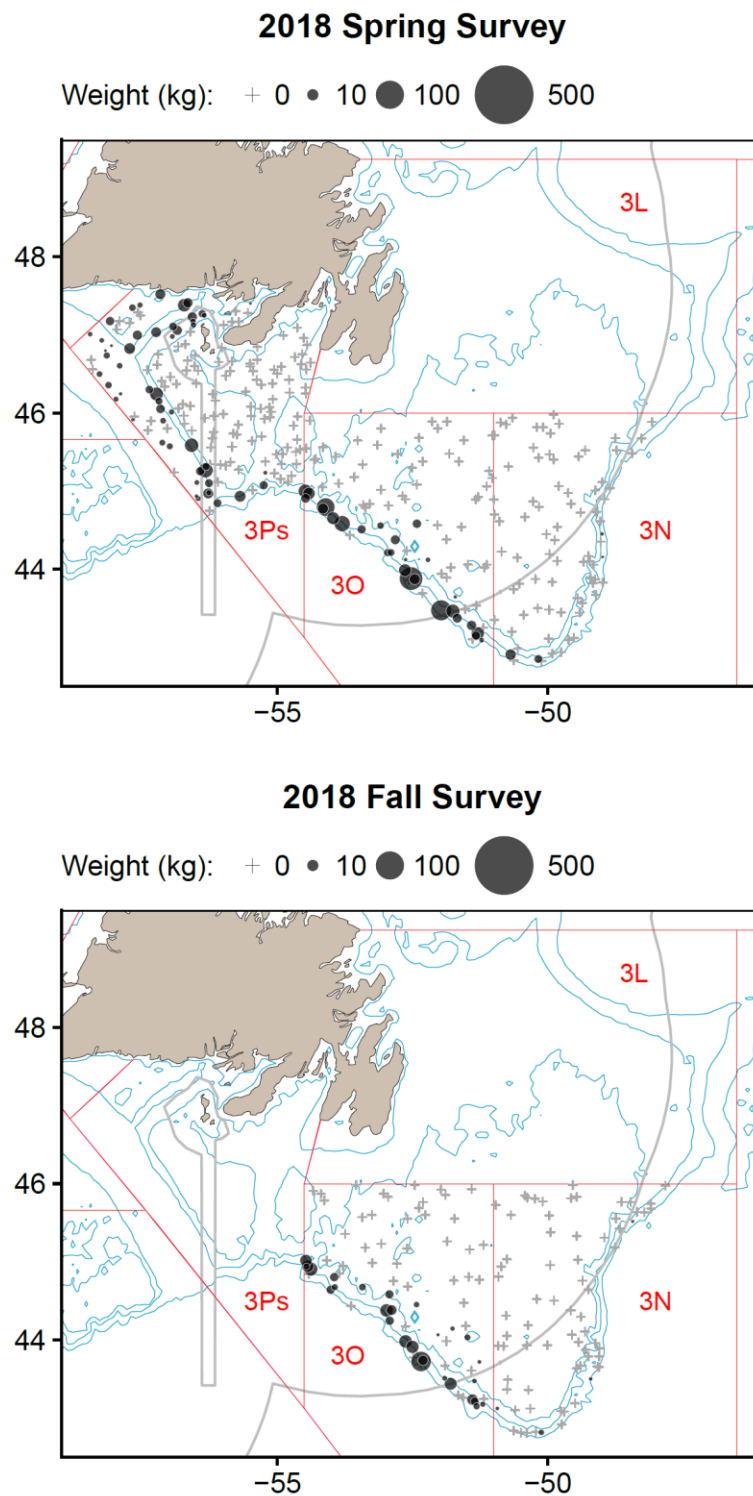 2018 Spring Survey
Weight (kg): + 0 10 100 500
3L
48
46
3Ps
3N
44
3O
−55 −50
2018 Fall Survey
Weight (kg): + 0 10 100 500
3L
48
46
3Ps
3N
44
3O
−55 −50